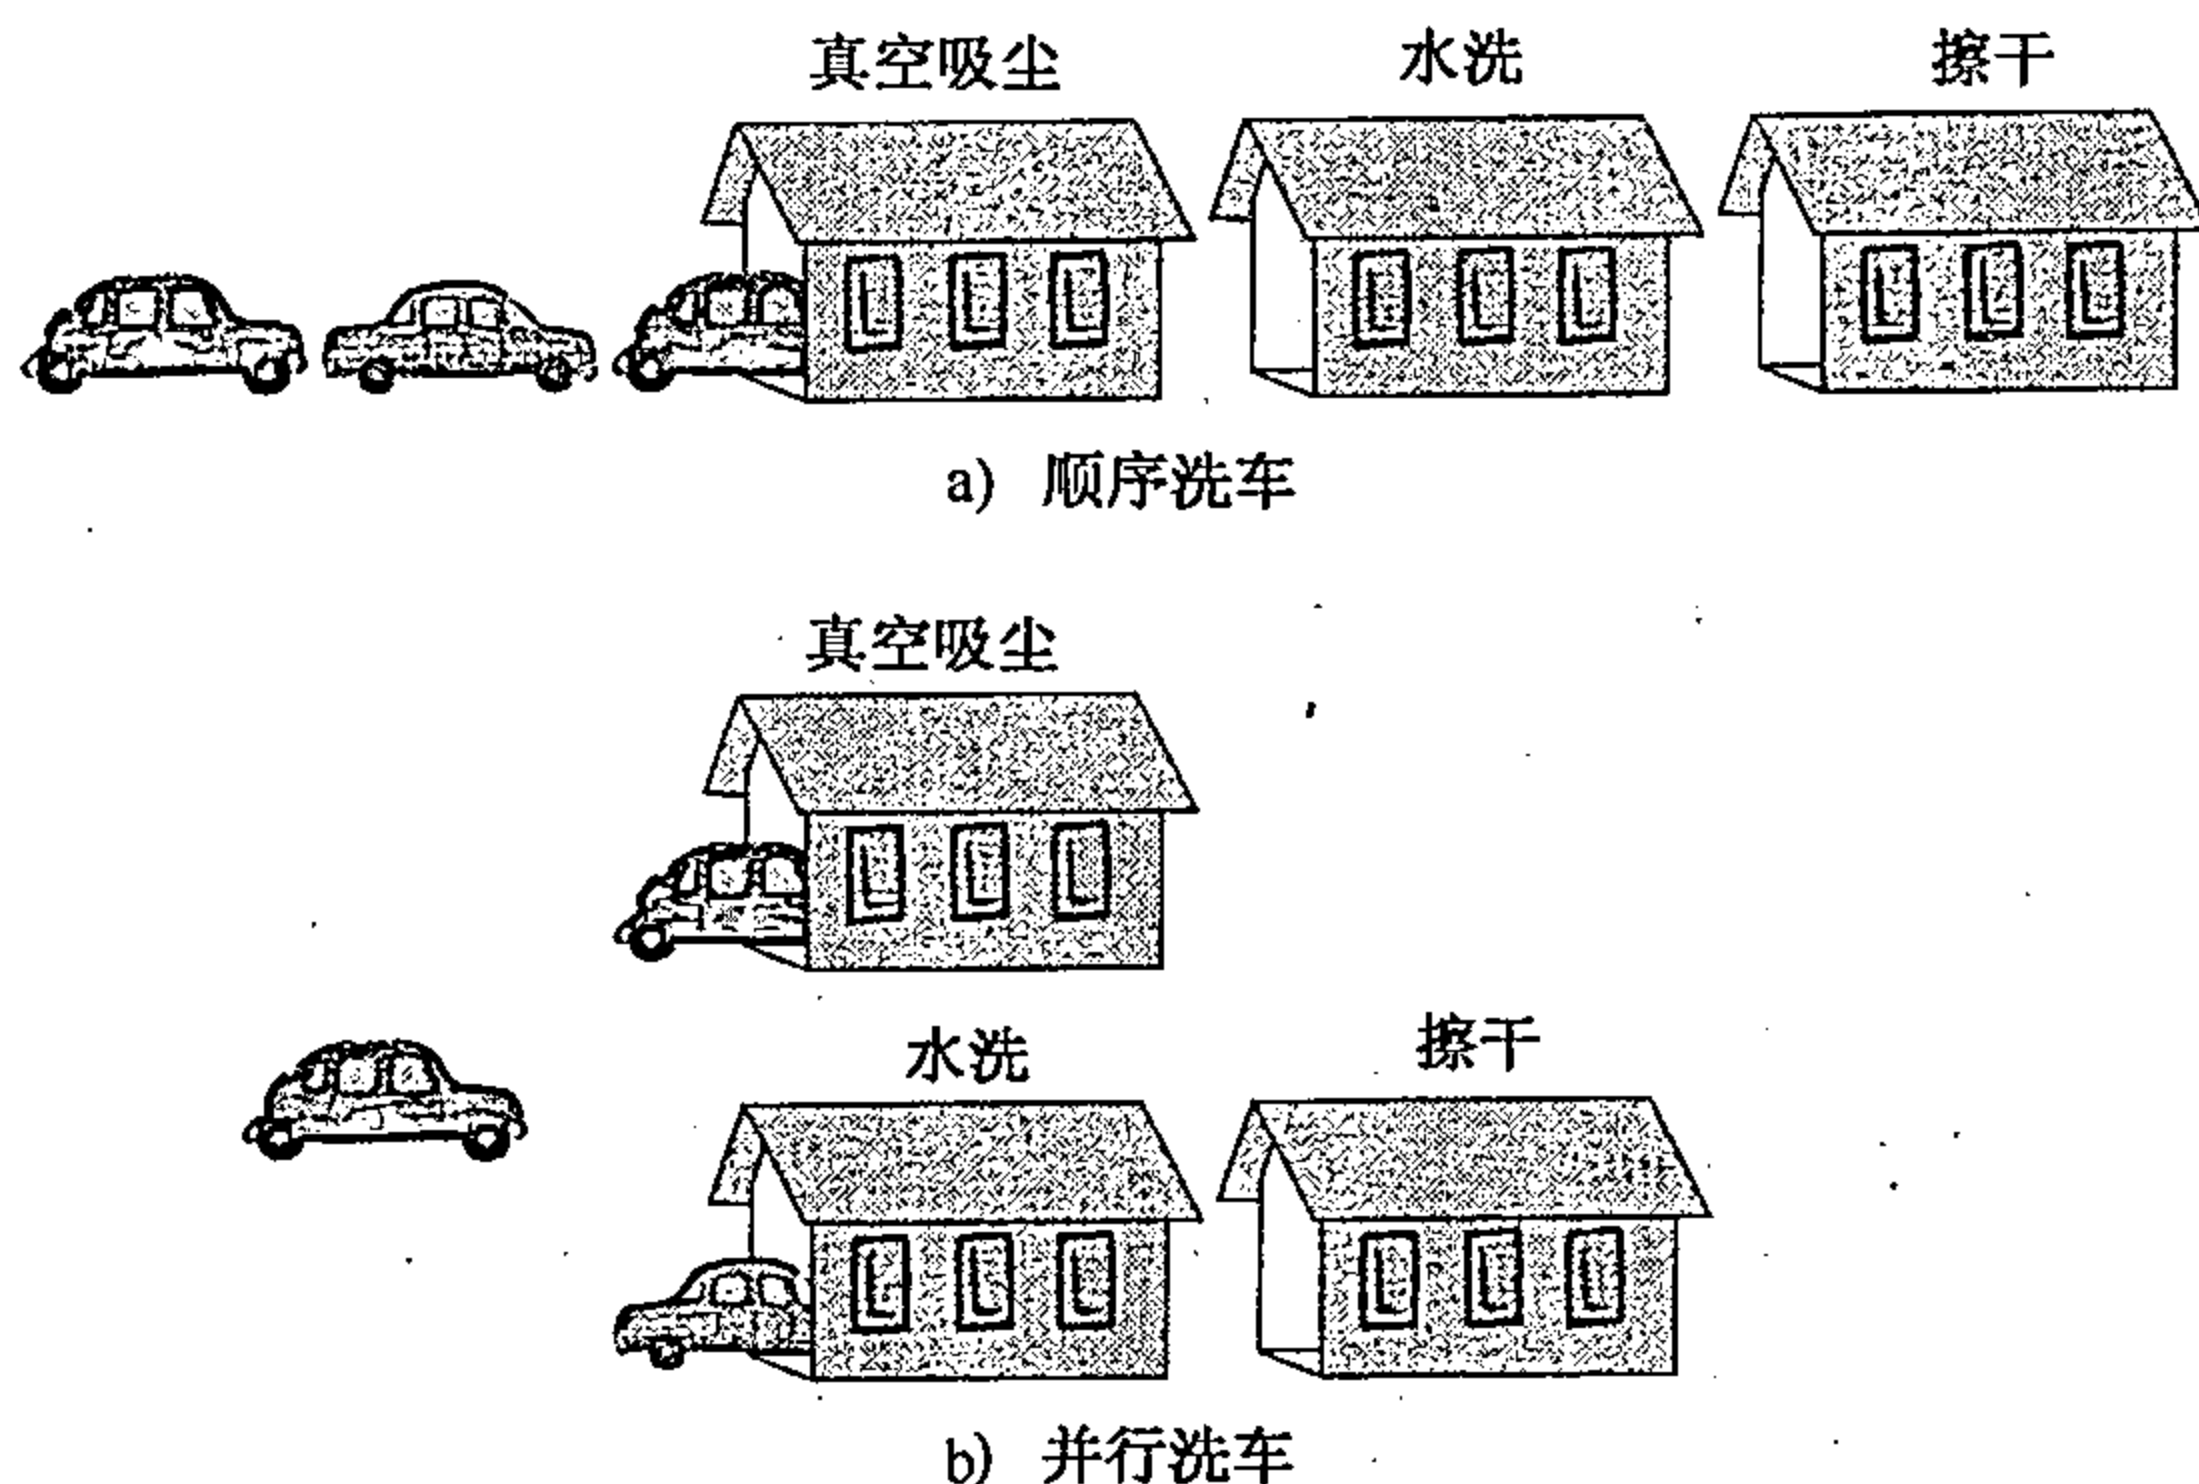 真空吸尘 水洗 擦干
a) 顺序洗车
真空吸尘
水洗 擦干
b) 并行洗车